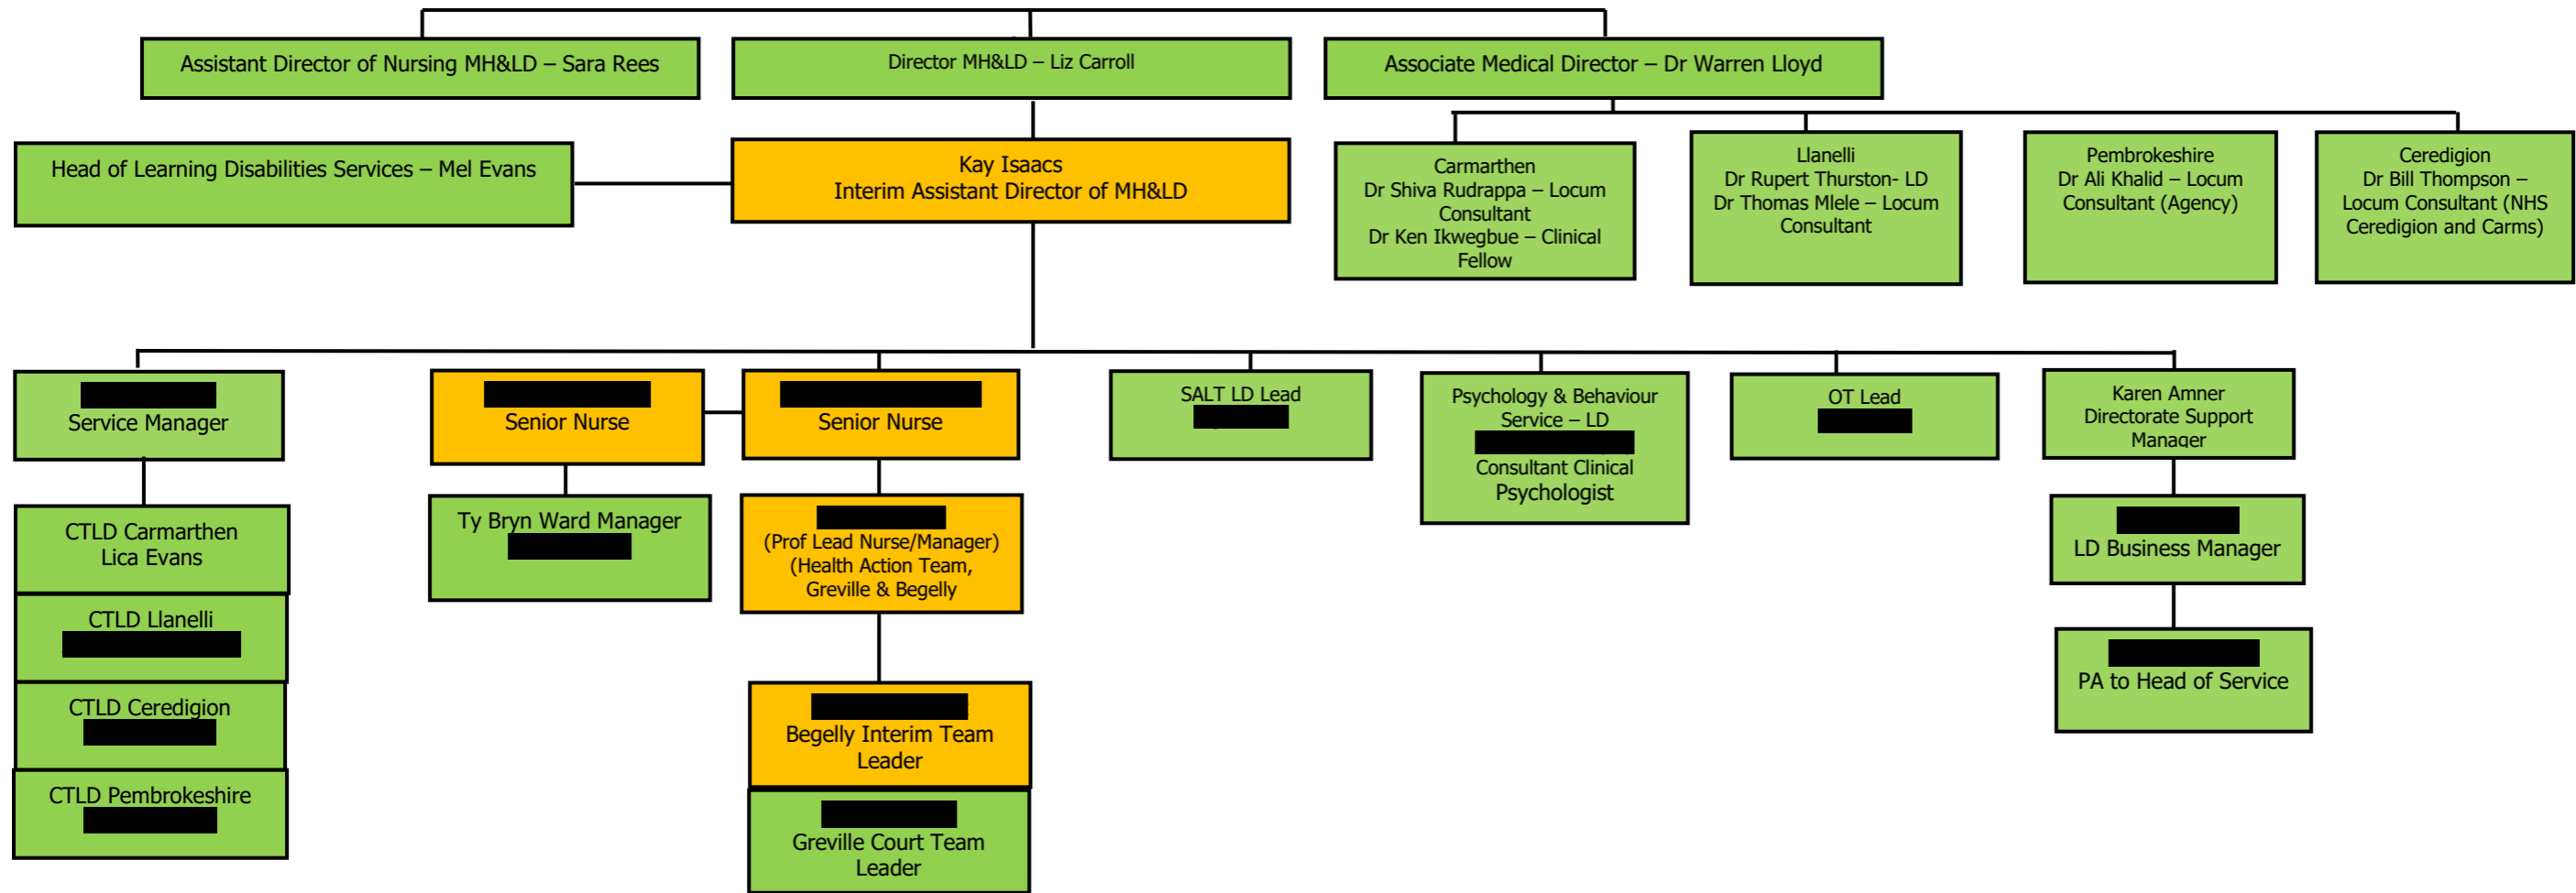 Assistant Director of Nursing MH&LD – Sara Rees
Director MH&LD – Liz Carroll
Associate Medical Director – Dr Warren Lloyd
Head of Learning Disabilities Services – Mel Evans
Kay Isaacs
Interim Assistant Director of MH&LD
Carmarthen
Dr Shiva Rudrappa – Locum
Consultant
Dr Ken Ikwegbue – Clinical
Fellow
Llanelli
Dr Rupert Thurston- LD
Dr Thomas Mlele – Locum
Consultant
Pembrokeshire
Dr Ali Khalid – Locum
Consultant (Agency)
Ceredigion
Dr Bill Thompson –
Locum Consultant (NHS
Ceredigion and Carms)
Service Manager
Senior Nurse
Senior Nurse
SALT LD Lead
Psychology & Behaviour
Service – LD
Consultant Clinical
Psychologist
OT Lead
Karen Amner
Directorate Support
Manager
CTLD Carmarthen
Lica Evans
CTLD Llanelli
CTLD Ceredigion
CTLD Pembrokeshire
Ty Bryn Ward Manager
(Prof Lead Nurse/Manager)
(Health Action Team,
Greville & Begelly
Begelly Interim Team
Leader
Greville Court Team
Leader
LD Business Manager
PA to Head of Service